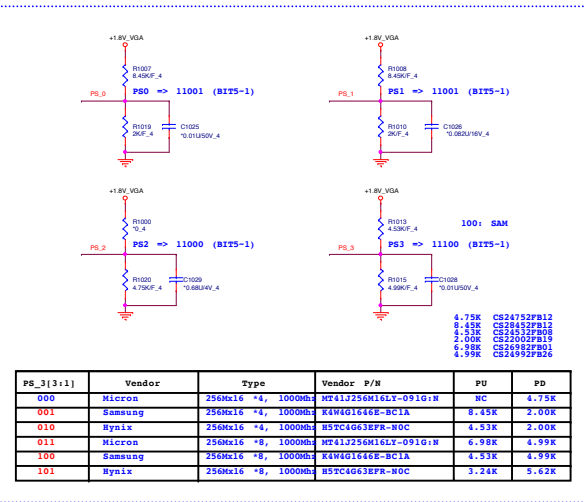 +1.8V_VGA
R1007
8.45K/F_4
PS_0
PS0 => 11001 (BIT5~1)
R1019
2K/F_4
C1025
*0.01U/50V_4
+1.8V_VGA
R1008
8.45K/F_4
PS_1
PS1 => 11001 (BIT5~1)
R1010
2K/F_4
C1026
*0.082U/16V_4
+1.8V_VGA
R1000
*0_4
PS_2
PS2 => 11000 (BIT5~1)
R1020
4.75K/F_4
C1029
*0.68U/4V_4
+1.8V_VGA
R1013
4.53K/F_4
100: SAM
PS_3
PS3 => 11100 (BIT5~1)
R1015
4.99K/F_4
C1028
*0.01U/50V_4
4.75K CS24752FB12
8.45K CS28452FB12
4.53K CS24532FB08
2.00K CS22002FB19
6.98K CS26982FB01
4.99K CS24992FB26
PS_3[3:1] Vendor Type Vendor P/N PU PD
000 Micron 256Mx16 *4, 1000Mhz MT41J256M16LY-091G:N NC 4.75K
001 Samsung 256Mx16 *4, 1000Mhz K4W4G1646E-BC1A 8.45K 2.00K
010 Hynix 256Mx16 *4, 1000Mhz H5TC4G63EFR-N0C 4.53K 2.00K
011 Micron 256Mx16 *8, 1000Mhz MT41J256M16LY-091G:N 6.98K 4.99K
100 Samsung 256Mx16 *8, 1000Mhz K4W4G1646E-BC1A 4.53K 4.99K
101 Hynix 256Mx16 *8, 1000Mhz H5TC4G63EFR-N0C 3.24K 5.62K